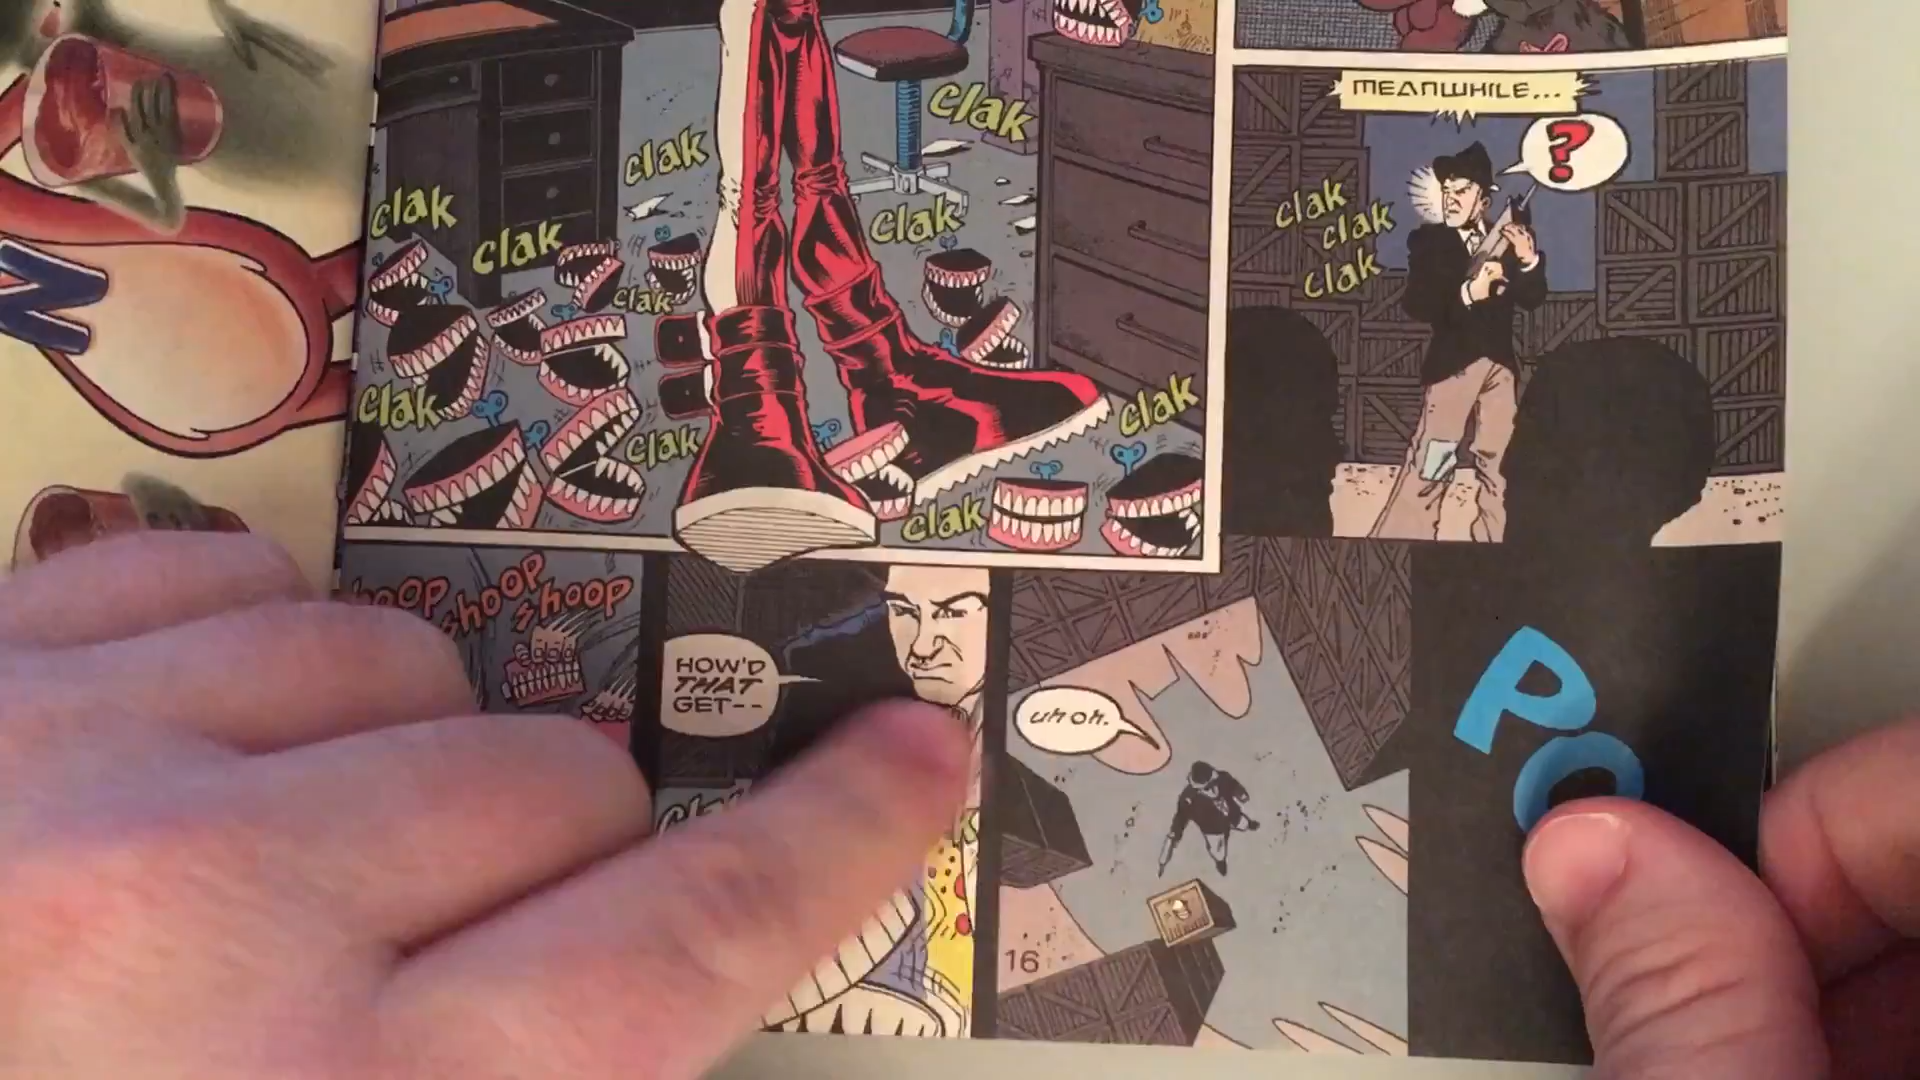 clak
clak
clak
clak
clak
clak
clak
clak
clak
clak
MEANWHILE...
?
clak
clak
clak
shoop
shoop
HOW'D
THAT
GET--
uh oh.
16